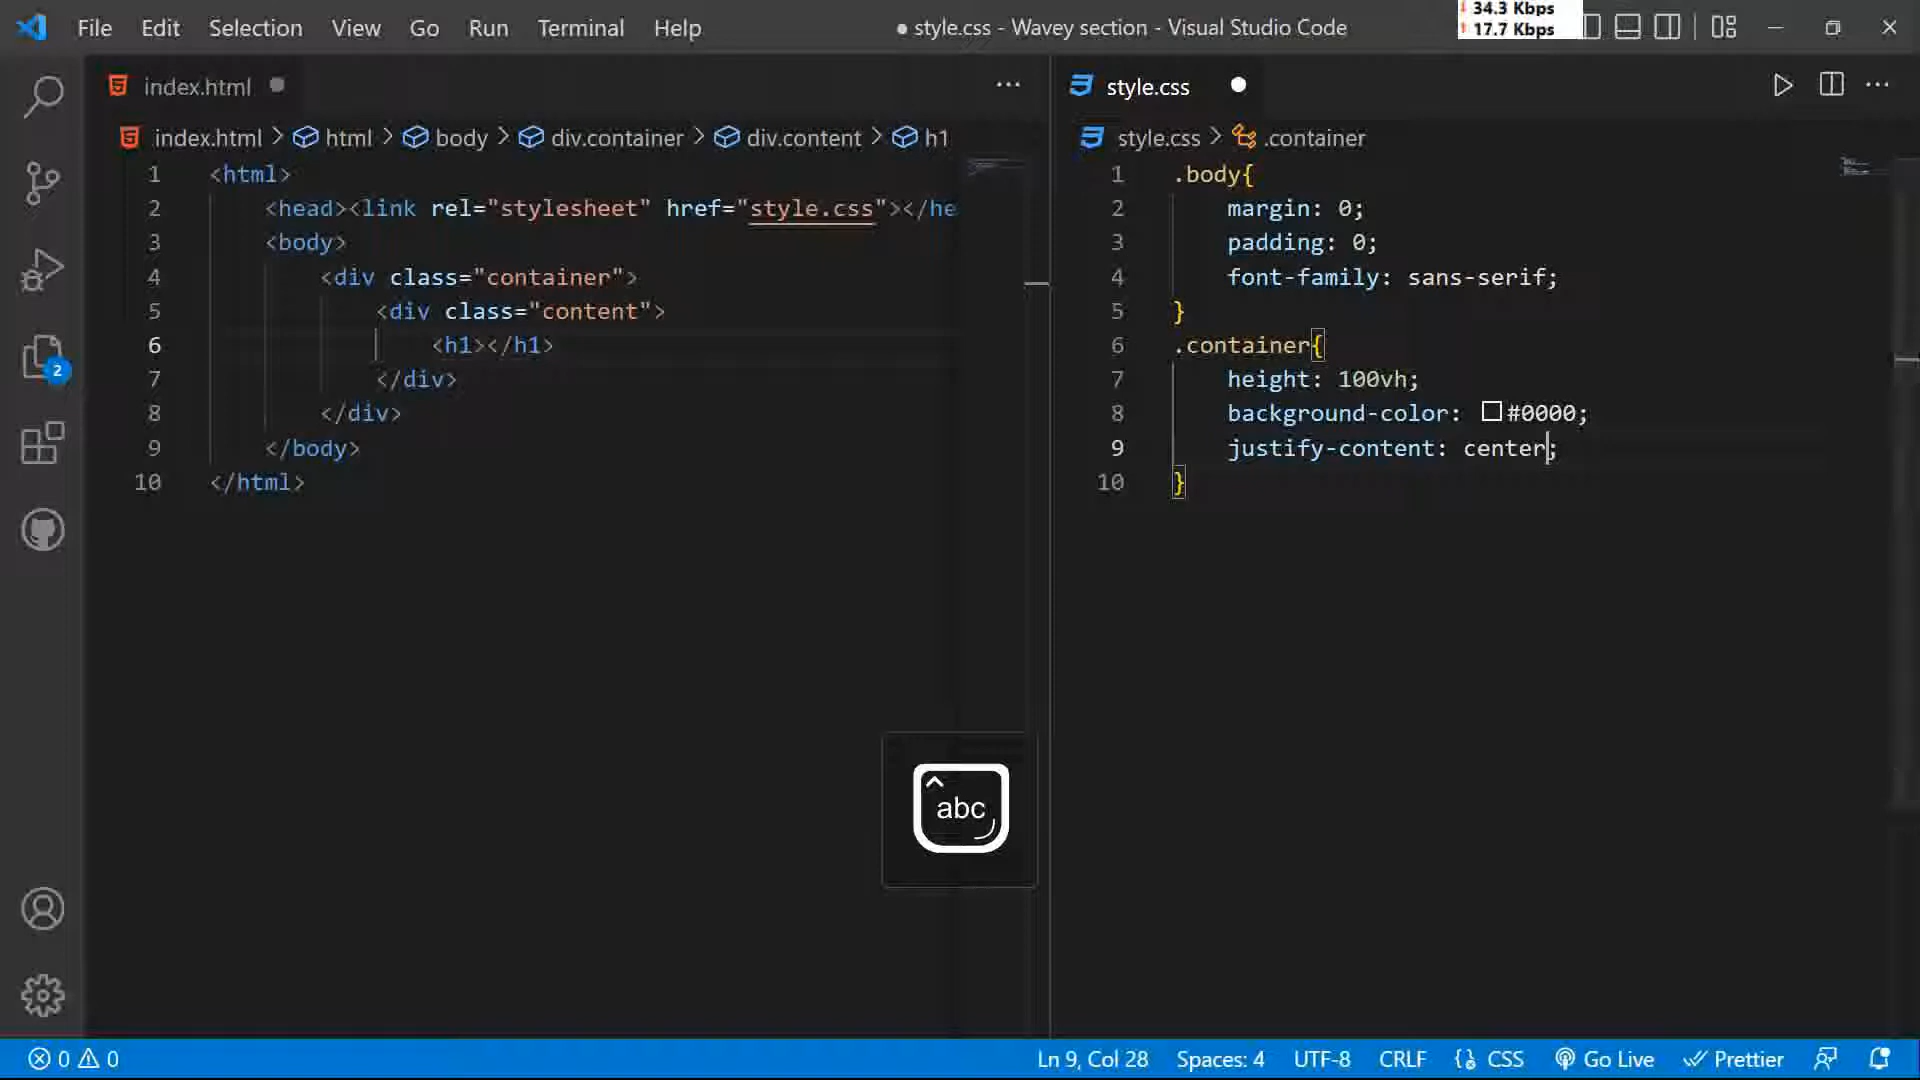 File Edit Selection View Go Run Terminal Help
● style.css - Wavey section - Visual Studio Code
34.3 Kbps
17.7 Kbps
index.html
index.html > html > body > div.container > div.content > h1
1 <html>
2 <head><link rel="stylesheet" href="style.css"></he
3 <body>
4 <div class="container">
5 <div class="content">
6 <h1></h1>
7 </div>
8 </div>
9 </body>
10 </html>
style.css
style.css > .container
1 .body{
2 margin: 0;
3 padding: 0;
4 font-family: sans-serif;
5 }
6 .container{
7 height: 100vh;
8 background-color: #0000;
9 justify-content: center;
10 }
2
abc
0 0
Ln 9, Col 28 Spaces: 4 UTF-8 CRLF {} CSS Go Live Prettier